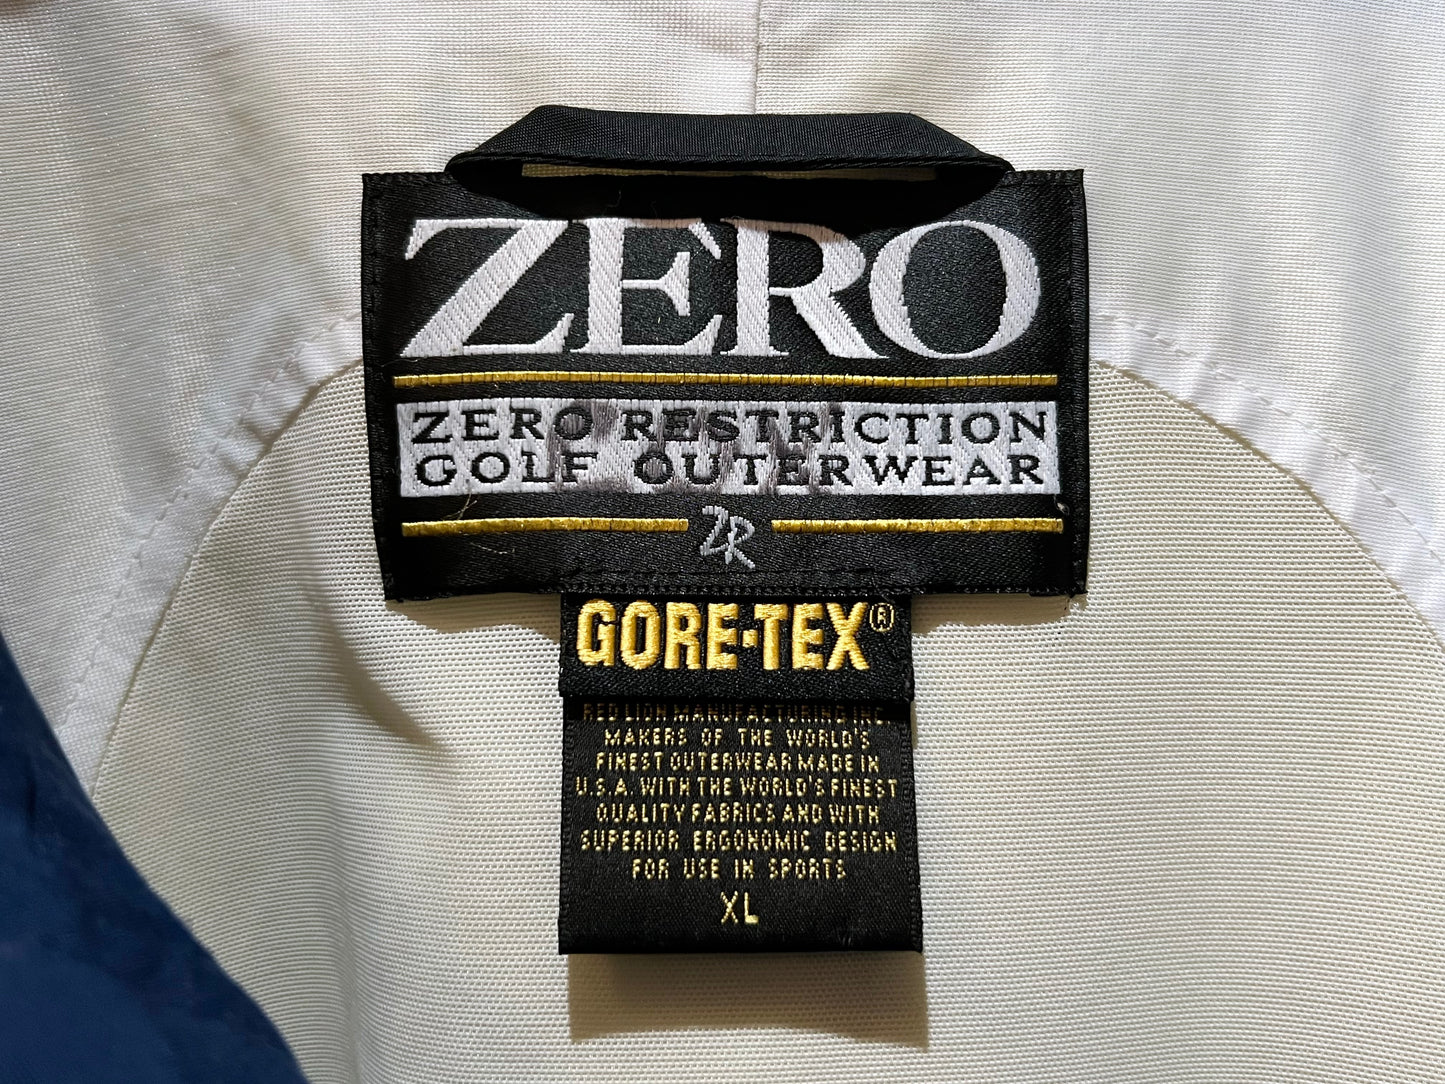 ZERO
ZERO RESTRICTION
GOLF OUTERWEAR
ZR
GORE-TEX®
RED LION MANUFACTURING INC.
MAKERS OF THE WORLD'S
FINEST OUTERWEAR MADE IN
U.S.A. WITH THE WORLD'S FINEST
QUALITY FABRICS AND WITH
SUPERIOR ERGONOMIC DESIGN
FOR USE IN SPORTS
XL